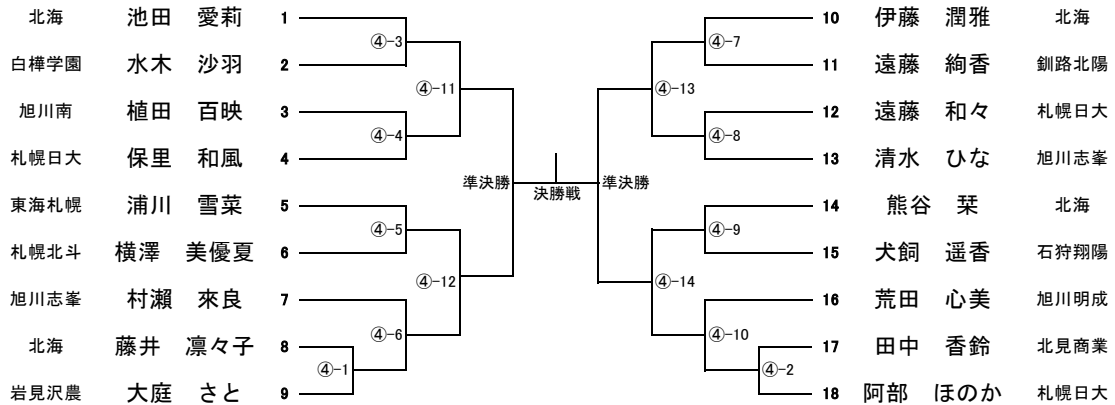 北海 池田 愛莉 1
白樺学園 水木 沙羽 2
旭川南 植田 百映 3
札幌日大 保里 和風 4
東海札幌 浦川 雪菜 5
札幌北斗 横澤 美優夏 6
旭川志峯 村瀨 來良 7
北海 藤井 凛々子 8
岩見沢農 大庭 さと 9
④-3
④-4
④-5
④-6
④-1
④-11
④-12
準決勝
決勝戦
準決勝
④-13
④-14
④-7
④-8
④-9
④-10
④-2
10 伊藤 潤雅 北海
11 遠藤 絢香 釧路北陽
12 遠藤 和々 札幌日大
13 清水 ひな 旭川志峯
14 熊谷 栞 北海
15 犬飼 遥香 石狩翔陽
16 荒田 心美 旭川明成
17 田中 香鈴 北見商業
18 阿部 ほのか 札幌日大